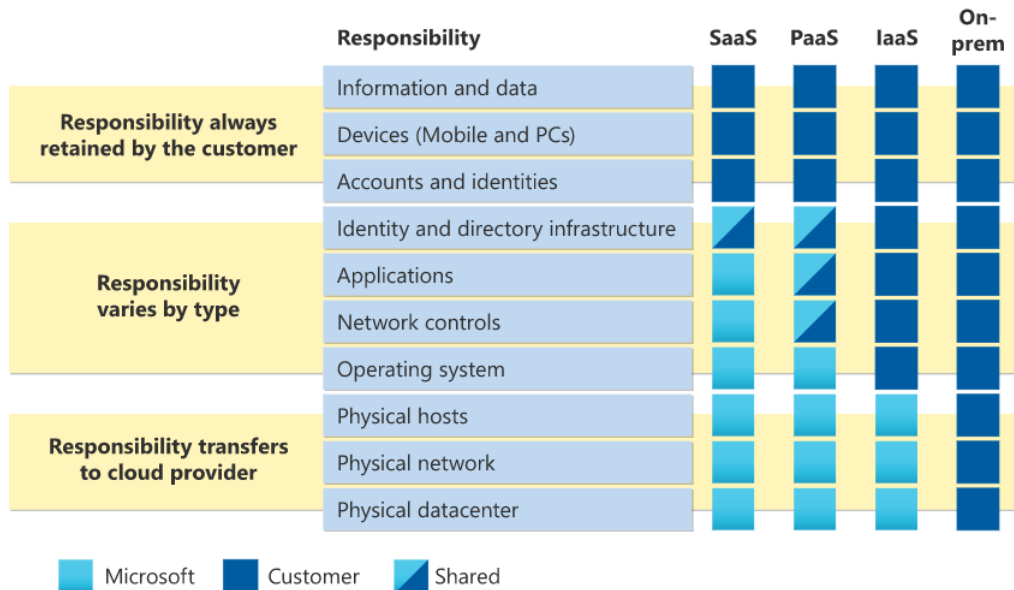 Responsibility SaaS PaaS IaaS On-
prem
Responsibility always
retained by the customer
Information and data
Devices (Mobile and PCs)
Accounts and identities
Responsibility
varies by type
Identity and directory infrastructure
Applications
Network controls
Operating system
Responsibility transfers
to cloud provider
Physical hosts
Physical network
Physical datacenter
Microsoft Customer Shared